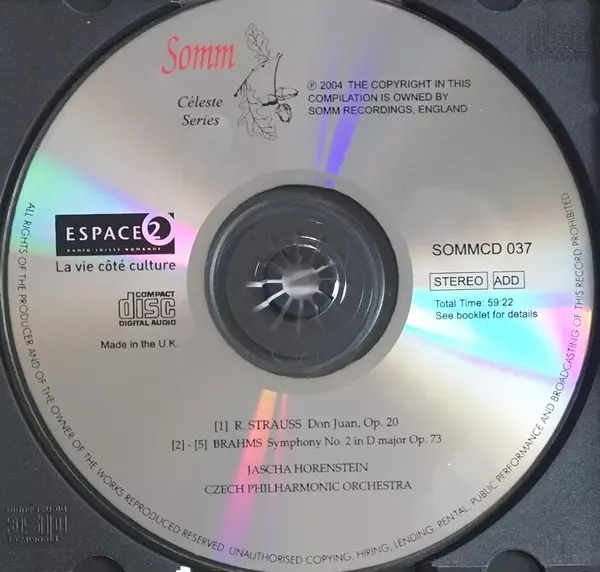 Somm
Céleste
Series
℗ 2004 THE COPYRIGHT IN THIS
COMPILATION IS OWNED BY
SOMM RECORDINGS, ENGLAND
ESPACE 2
RADIO SUISSE ROMANDE
La vie côté culture
COMPACT
disc
DIGITAL AUDIO
Made in the U.K.
SOMMCD 037
STEREO ADD
Total Time: 59:22
See booklet for details
[1] R. STRAUSS Don Juan, Op. 20
[2] - [5] BRAHMS Symphony No. 2 in D major Op. 73
JASCHA HORENSTEIN
CZECH PHILHARMONIC ORCHESTRA
ALL RIGHTS OF THE PRODUCER AND OF THE OWNER OF THE WORKS REPRODUCED RESERVED. UNAUTHORISED COPYING, HIRING, LENDING, RENTAL, PUBLIC PERFORMANCE AND BROADCASTING OF THIS RECORD PROHIBITED
disc